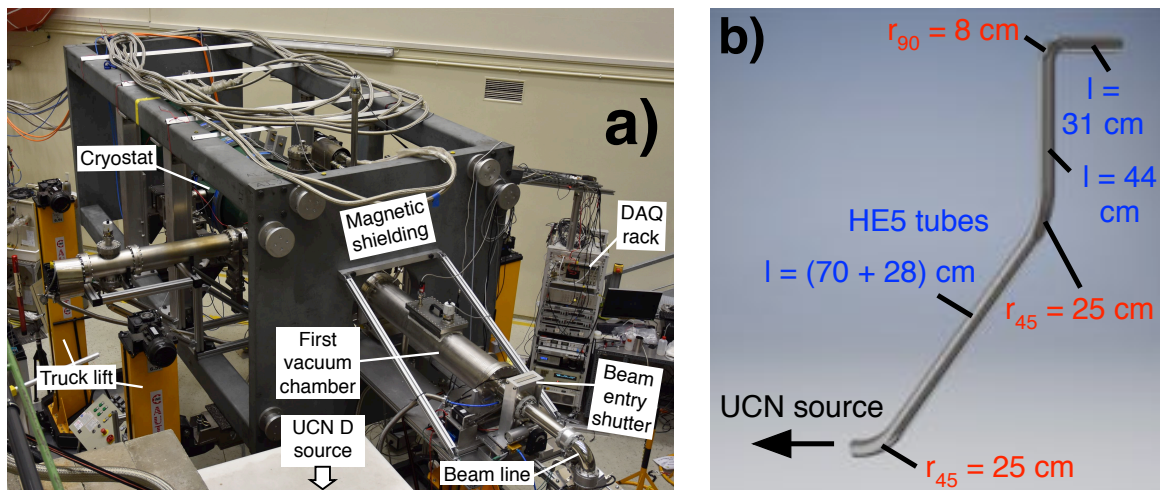 a)
Cryostat
Magnetic
shielding
DAQ
rack
First
vacuum
chamber
Truck lift
Beam
entry
shutter
UCN D
source
Beam line
b)
r90 = 8 cm
l =
31 cm
l = 44
cm
HE5 tubes
l = (70 + 28) cm
r45 = 25 cm
UCN source
r45 = 25 cm